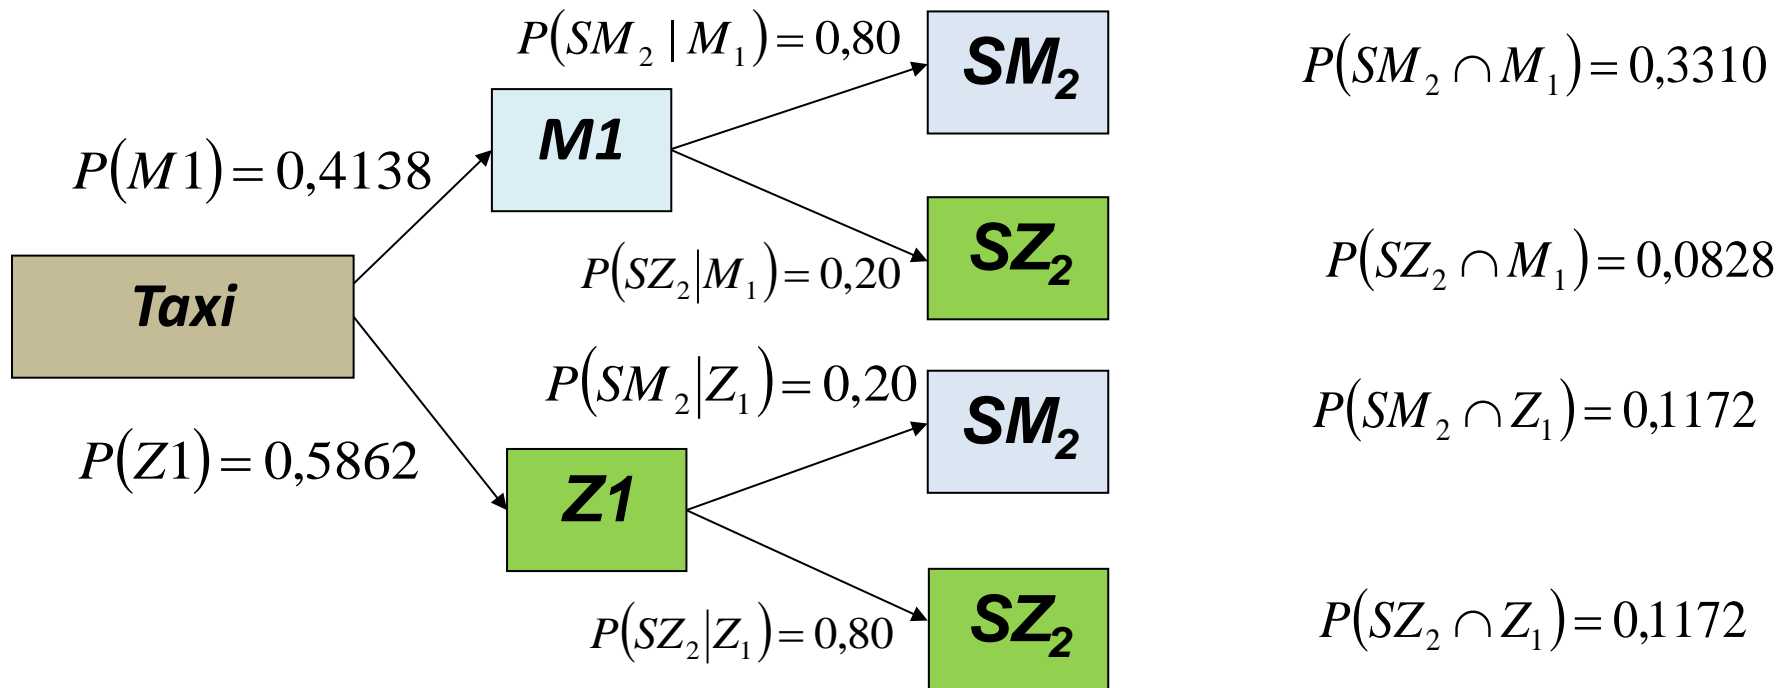 P(SM₂ | M₁) = 0,80
SM₂
P(SM₂ ∩ M₁) = 0,3310
M1
P(M1) = 0,4138
SZ₂
P(SZ₂|M₁) = 0,20
P(SZ₂ ∩ M₁) = 0,0828
Taxi
P(SM₂|Z₁) = 0,20
SM₂
P(SM₂ ∩ Z₁) = 0,1172
P(Z1) = 0,5862
Z1
SZ₂
P(SZ₂|Z₁) = 0,80
P(SZ₂ ∩ Z₁) = 0,1172